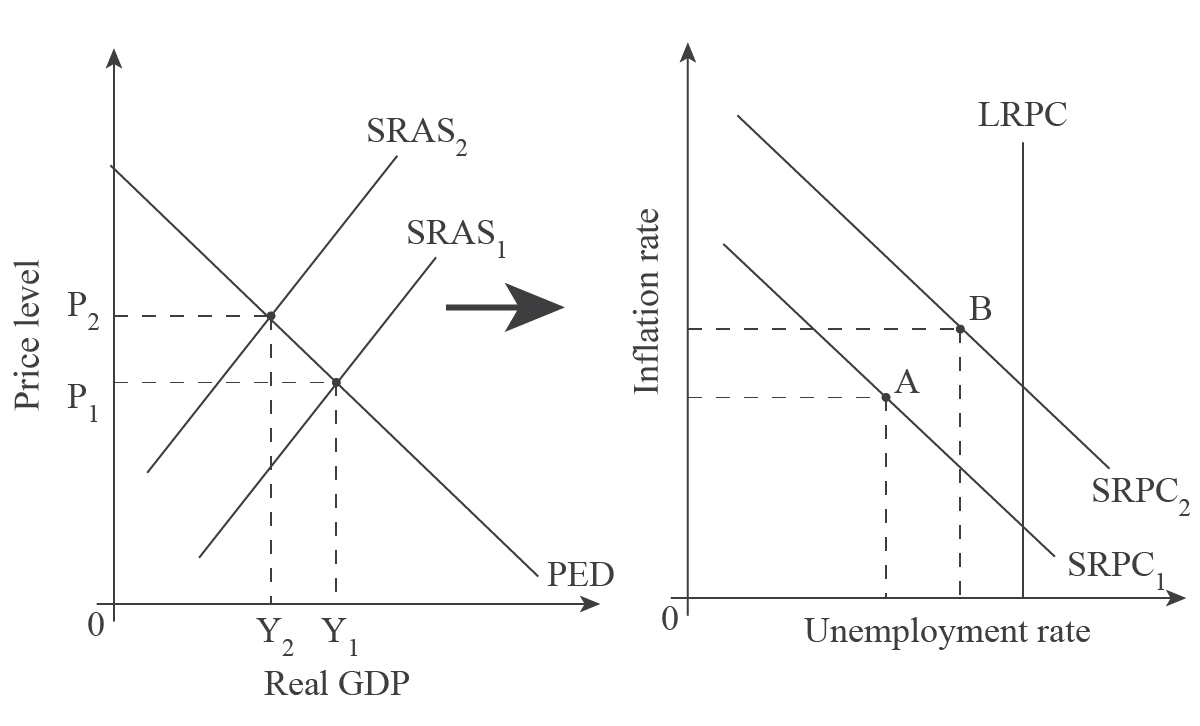 SRAS₂
SRAS₁
Price level
P₂
P₁
PED
0
Y₂
Y₁
Real GDP
LRPC
Inflation rate
B
A
SRPC₂
SRPC₁
0
Unemployment rate